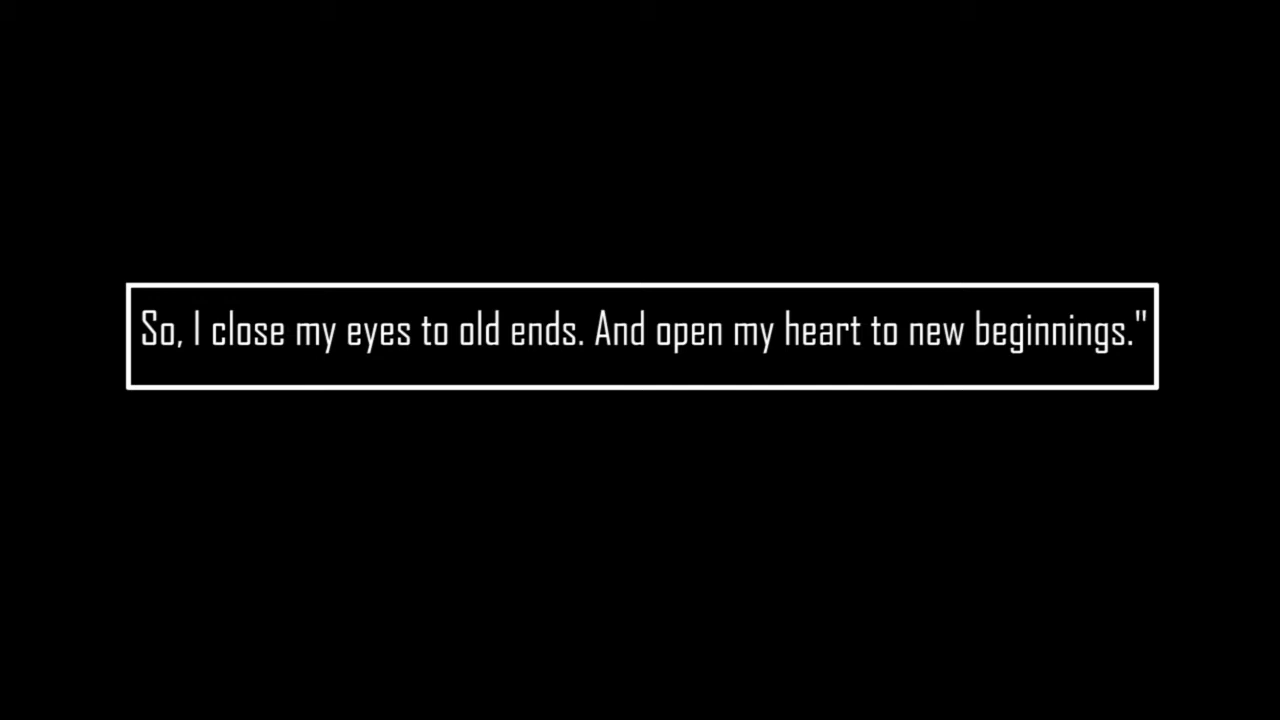 So, I close my eyes to old ends. And open my heart to new beginnings."